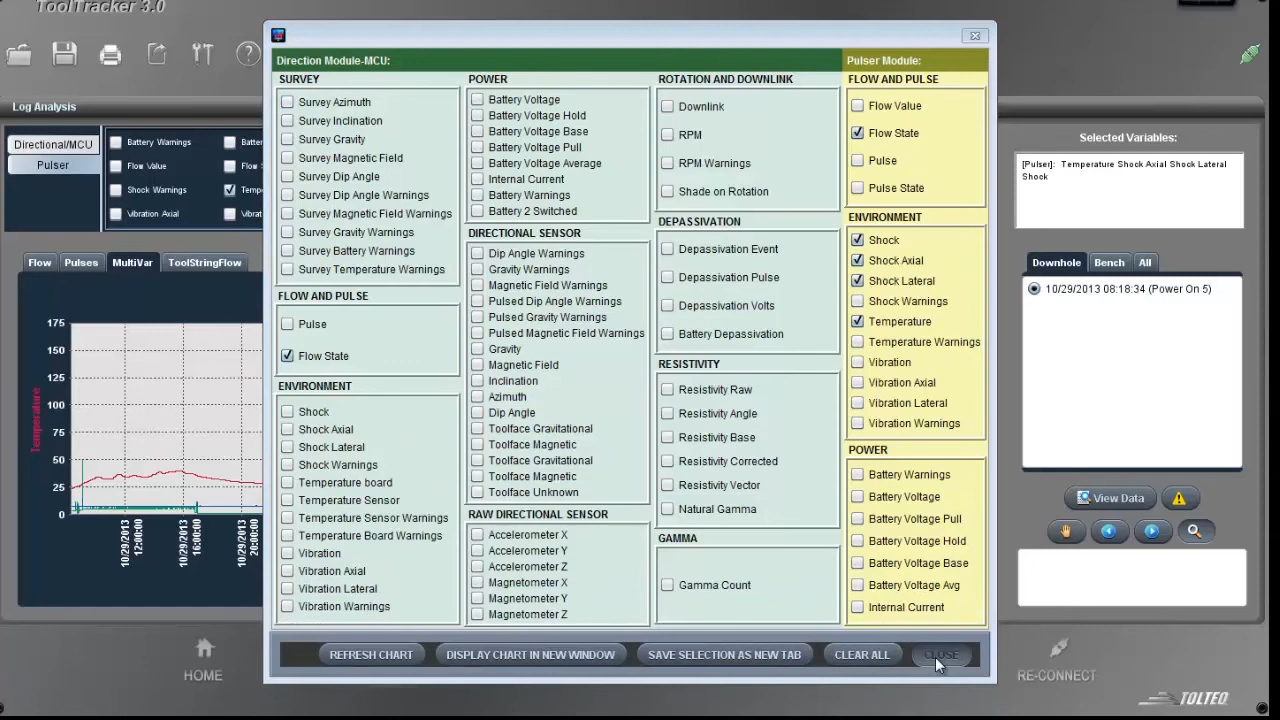 ToolTracker 3.0
Log Analysis
Directional/MCU
Pulser
Battery Warnings
Flow Value
Shock Warnings
Vibration Axial
Flow
Pulses
MultiVar
ToolStringFlow
175
150
125
100
75
50
25
0
Temperature
10/29/2013 12:00:00
10/29/2013 16:00:00
10/29/2013 20:00:00
Direction Module-MCU:
SURVEY
Survey Azimuth
Survey Inclination
Survey Gravity
Survey Magnetic Field
Survey Dip Angle
Survey Dip Angle Warnings
Survey Magnetic Field Warnings
Survey Gravity Warnings
Survey Battery Warnings
Survey Temperature Warnings
FLOW AND PULSE
Pulse
Flow State
ENVIRONMENT
Shock
Shock Axial
Shock Lateral
Shock Warnings
Temperature board
Temperature Sensor
Temperature Sensor Warnings
Temperature Board Warnings
Vibration
Vibration Axial
Vibration Lateral
Vibration Warnings
POWER
Battery Voltage
Battery Voltage Hold
Battery Voltage Base
Battery Voltage Pull
Battery Voltage Average
Internal Current
Battery Warnings
Battery 2 Switched
DIRECTIONAL SENSOR
Dip Angle Warnings
Gravity Warnings
Magnetic Field Warnings
Pulsed Dip Angle Warnings
Pulsed Gravity Warnings
Pulsed Magnetic Field Warnings
Gravity
Magnetic Field
Inclination
Azimuth
Dip Angle
Toolface Gravitational
Toolface Magnetic
Toolface Gravitational
Toolface Magnetic
Toolface Unknown
RAW DIRECTIONAL SENSOR
Accelerometer X
Accelerometer Y
Accelerometer Z
Magnetometer X
Magnetometer Y
Magnetometer Z
ROTATION AND DOWNLINK
Downlink
RPM
RPM Warnings
Shade on Rotation
DEPASSIVATION
Depassivation Event
Depassivation Pulse
Depassivation Volts
Battery Depassivation
RESISTIVITY
Resistivity Raw
Resistivity Angle
Resistivity Base
Resistivity Corrected
Resistivity Vector
Natural Gamma
GAMMA
Gamma Count
Pulser Module:
FLOW AND PULSE
Flow Value
Flow State
Pulse
Pulse State
ENVIRONMENT
Shock
Shock Axial
Shock Lateral
Shock Warnings
Temperature
Temperature Warnings
Vibration
Vibration Axial
Vibration Lateral
Vibration Warnings
POWER
Battery Warnings
Battery Voltage
Battery Voltage Pull
Battery Voltage Hold
Battery Voltage Base
Battery Voltage Avg
Internal Current
REFRESH CHART
DISPLAY CHART IN NEW WINDOW
SAVE SELECTION AS NEW TAB
CLEAR ALL
CLOSE
Selected Variables:
[Pulser]: Temperature Shock Axial Shock Lateral
Shock
Downhole
Bench
All
10/29/2013 08:18:34 (Power On 5)
View Data
HOME
RE-CONNECT
TOLTEQ